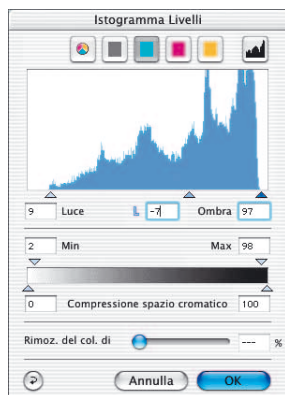 Istogramma Livelli
9 Luce L -7 Ombra 97
2 Min Max 98
0 Compressione spazio cromatico 100
Rimoz. del col. di --- %
Annulla OK